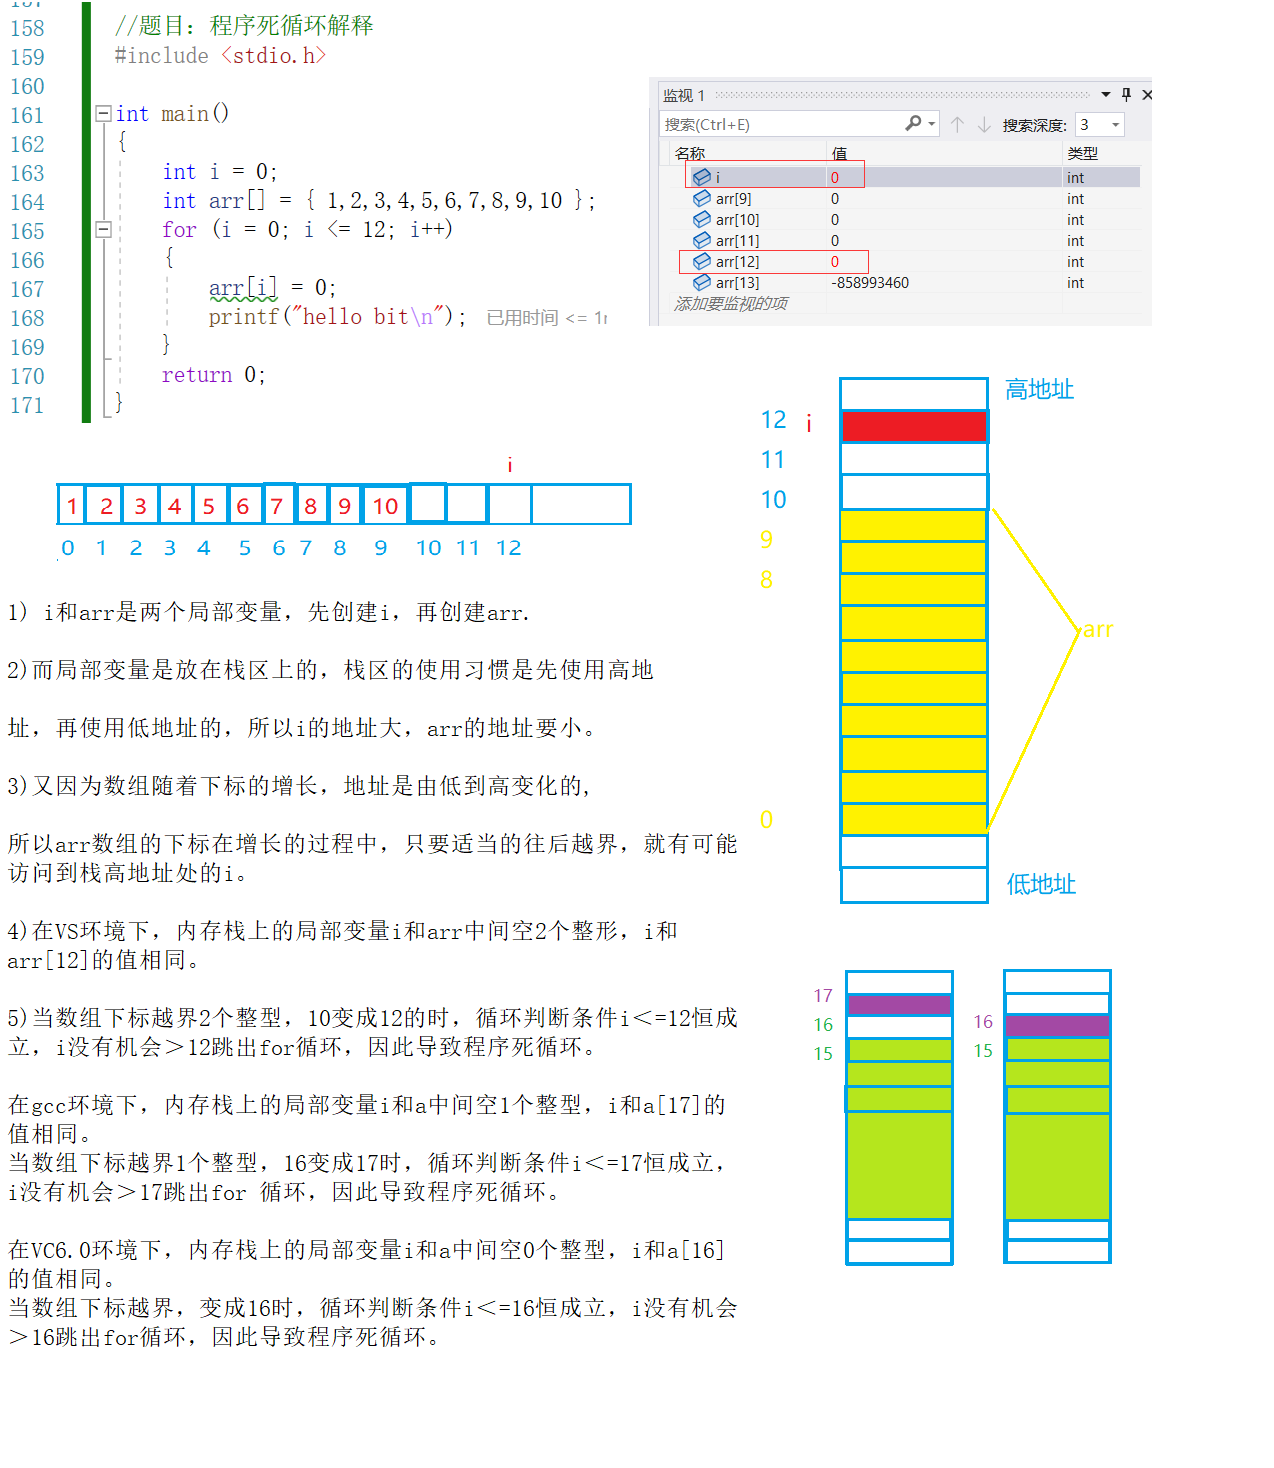 158 //题目：程序死循环解释
159 #include <stdio.h>
160
161 int main()
162 {
163 int i = 0;
164 int arr[] = { 1,2,3,4,5,6,7,8,9,10 };
165 for (i = 0; i <= 12; i++)
166 {
167 arr[i] = 0;
168 printf("hello bit\n"); 已用时间 <= 1
169 }
170 return 0;
171 }
监视 1
搜索(Ctrl+E) 搜索深度: 3
名称 值 类型
i 0 int
arr[9] 0 int
arr[10] 0 int
arr[11] 0 int
arr[12] 0 int
arr[13] -858993460 int
添加要监视的项
高地址
12 i
11
10
9
8
arr
0
低地址
i
1 2 3 4 5 6 7 8 9 10
0 1 2 3 4 5 6 7 8 9 10 11 12
1) i和arr是两个局部变量，先创建i，再创建arr.
2)而局部变量是放在栈区上的，栈区的使用习惯是先使用高地
址，再使用低地址的，所以i的地址大，arr的地址要小。
3)又因为数组随着下标的增长，地址是由低到高变化的,
所以arr数组的下标在增长的过程中，只要适当的往后越界，就有可能
访问到栈高地址处的i。
4)在VS环境下，内存栈上的局部变量i和arr中间空2个整形，i和
arr[12]的值相同。
5)当数组下标越界2个整型，10变成12的时，循环判断条件i＜=12恒成
立，i没有机会＞12跳出for循环，因此导致程序死循环。
在gcc环境下，内存栈上的局部变量i和a中间空1个整型，i和a[17]的
值相同。
当数组下标越界1个整型，16变成17时，循环判断条件i＜=17恒成立，
i没有机会＞17跳出for 循环，因此导致程序死循环。
在VC6.0环境下，内存栈上的局部变量i和a中间空0个整型，i和a[16]
的值相同。
当数组下标越界，变成16时，循环判断条件i＜=16恒成立，i没有机会
＞16跳出for循环，因此导致程序死循环。
17
16
15
16
15